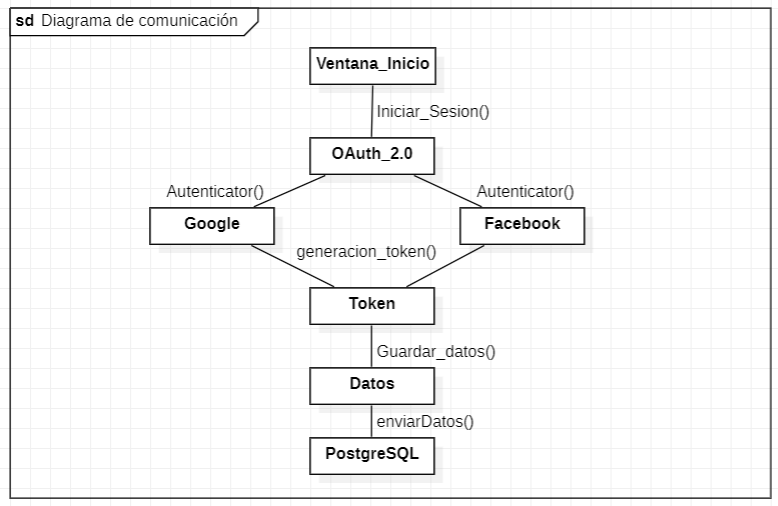 sd Diagrama de comunicación
Ventana_Inicio
Iniciar_Sesion()
OAuth_2.0
Autenticator()
Autenticator()
Google
Facebook
generacion_token()
Token
Guardar_datos()
Datos
enviarDatos()
PostgreSQL